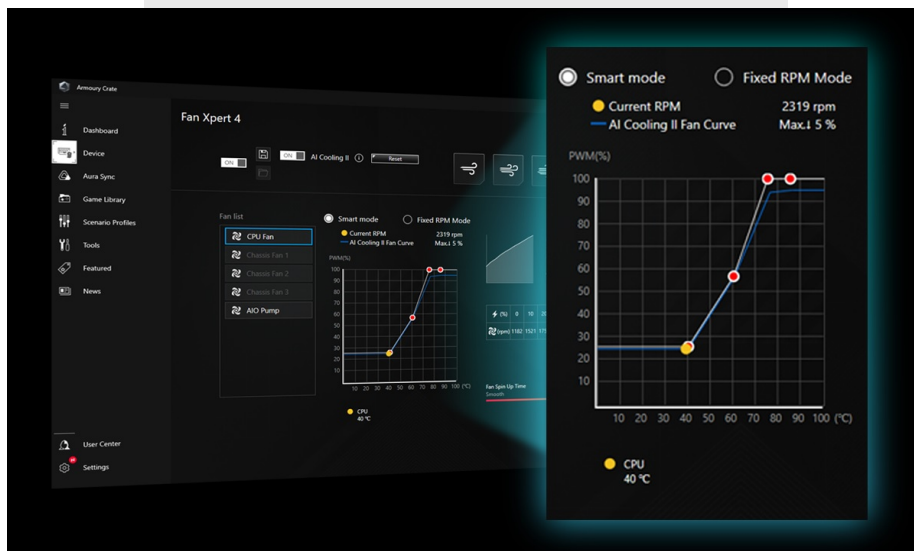 Armoury Crate
Dashboard
Device
Aura Sync
Game Library
Scenario Profiles
Tools
Featured
News
User Center
Settings
Fan Xpert 4
ON
ON AI Cooling II Reset
Fan list
CPU Fan
Chassis Fan 1
Chassis Fan 2
Chassis Fan 3
AIO Pump
Smart mode Fixed RPM Mode
Current RPM 2319 rpm
AI Cooling II Fan Curve Max.↓ 5 %
PWM(%)
100
90
80
70
60
50
40
30
20
10
10 20 30 40 50 60 70 80 90 100 (°C)
CPU
40 °C
(%) 0 10
(rpm) 1182 1521
Fan Spin Up Time
Smooth
Smart mode Fixed RPM Mode
Current RPM 2319 rpm
AI Cooling II Fan Curve Max.↓ 5 %
PWM(%)
100
90
80
70
60
50
30
20
10
10 20 30 40 50 60 70 80 90 100 (°C)
CPU
40 °C